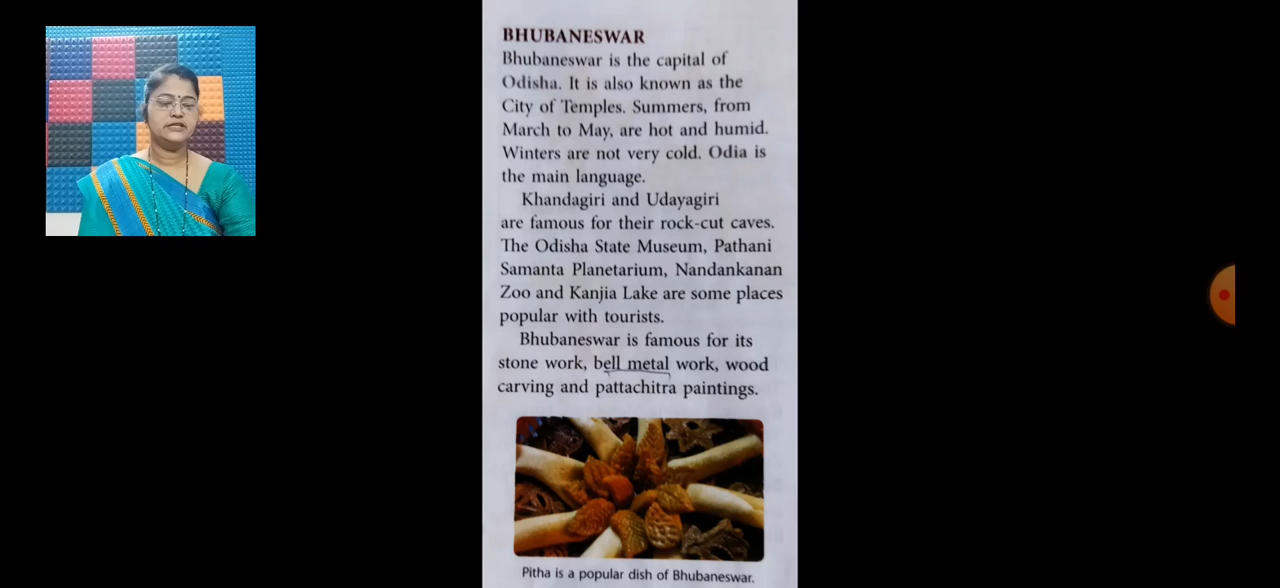 BHUBANESWAR
Bhubaneswar is the capital of
Odisha. It is also known as the
City of Temples. Summers, from
March to May, are hot and humid.
Winters are not very cold. Odia is
the main language.
Khandagiri and Udayagiri
are famous for their rock-cut caves.
The Odisha State Museum, Pathani
Samanta Planetarium, Nandankanan
Zoo and Kanjia Lake are some places
popular with tourists.
Bhubaneswar is famous for its
stone work, bell metal work, wood
carving and pattachitra paintings.
Pitha is a popular dish of Bhubaneswar.